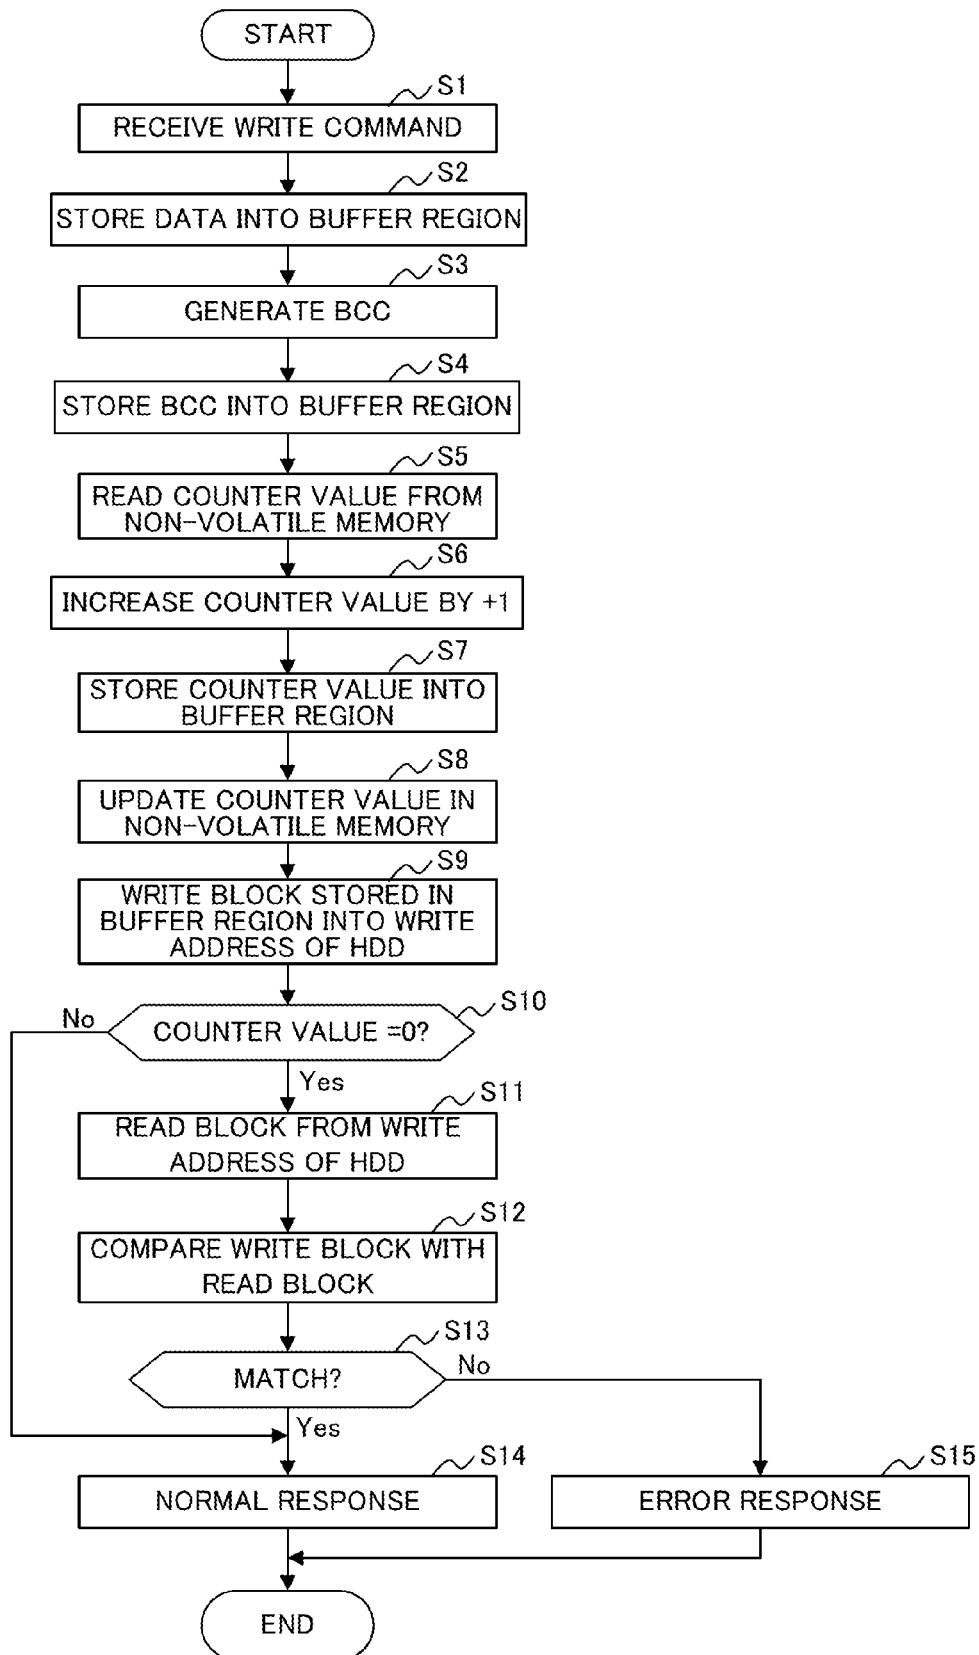 START
S1
RECEIVE WRITE COMMAND
S2
STORE DATA INTO BUFFER REGION
S3
GENERATE BCC
S4
STORE BCC INTO BUFFER REGION
S5
READ COUNTER VALUE FROM
NON-VOLATILE MEMORY
S6
INCREASE COUNTER VALUE BY +1
S7
STORE COUNTER VALUE INTO
BUFFER REGION
S8
UPDATE COUNTER VALUE IN
NON-VOLATILE MEMORY
S9
WRITE BLOCK STORED IN
BUFFER REGION INTO WRITE
ADDRESS OF HDD
S10
No
COUNTER VALUE =0?
Yes
S11
READ BLOCK FROM WRITE
ADDRESS OF HDD
S12
COMPARE WRITE BLOCK WITH
READ BLOCK
S13
MATCH?
No
Yes
S14
NORMAL RESPONSE
S15
ERROR RESPONSE
END